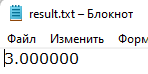 result.txt – Блокнот
Файл Изменить Форм
3.000000